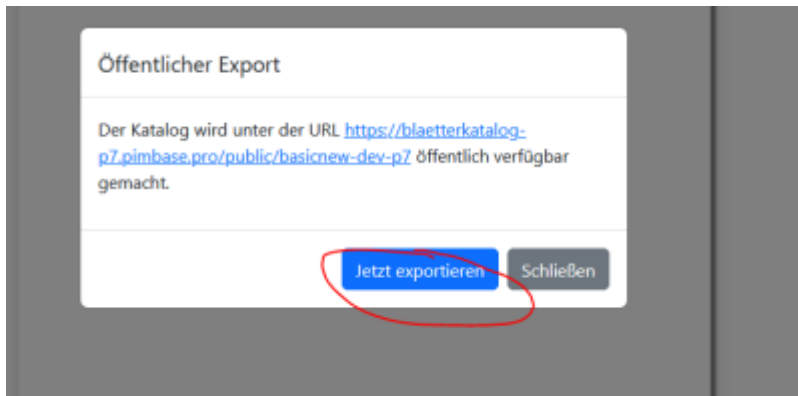 Öffentlicher Export
Der Katalog wird unter der URL https://blaetterkatalog-
p7.pimbase.pro/public/basicnew-dev-p7 öffentlich verfügbar
gemacht.
Jetzt exportieren Schließen